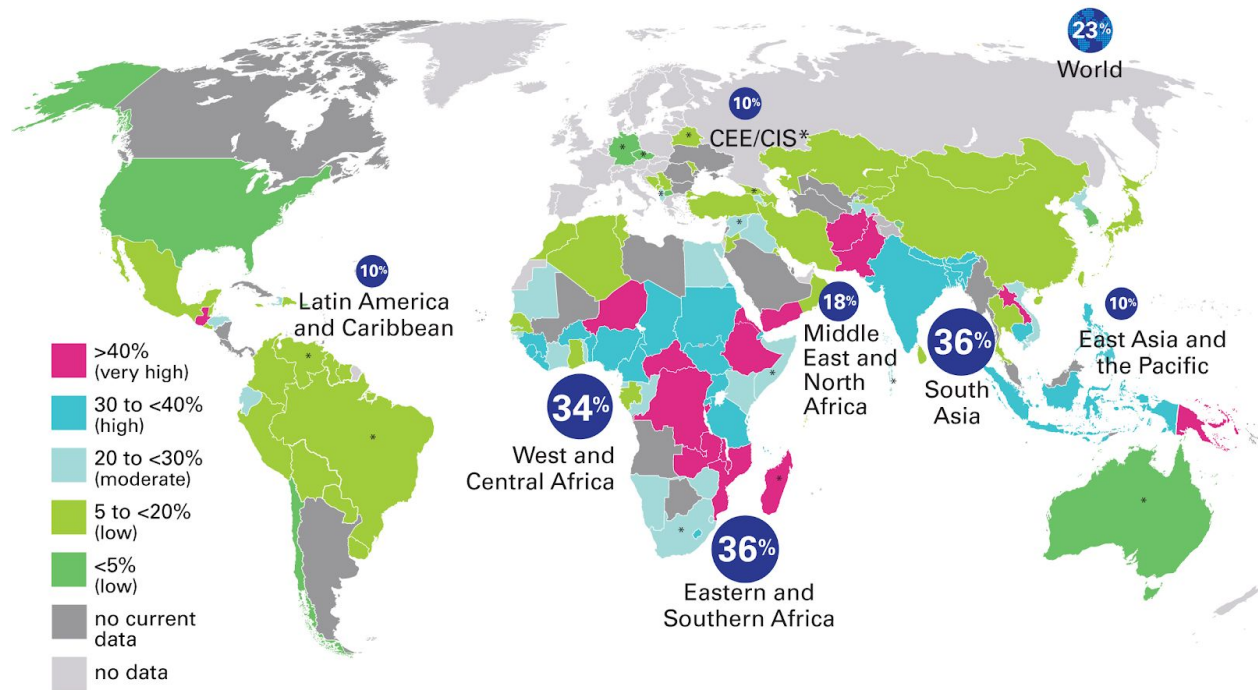 23%
World
10%
CEE/CIS*
10%
Latin America
and Caribbean
18%
Middle
East and
North
Africa
36%
South
Asia
10%
East Asia and
the Pacific
34%
West and
Central Africa
36%
Eastern and
Southern Africa
>40%
(very high)
30 to <40%
(high)
20 to <30%
(moderate)
5 to <20%
(low)
<5%
(low)
no current
data
no data